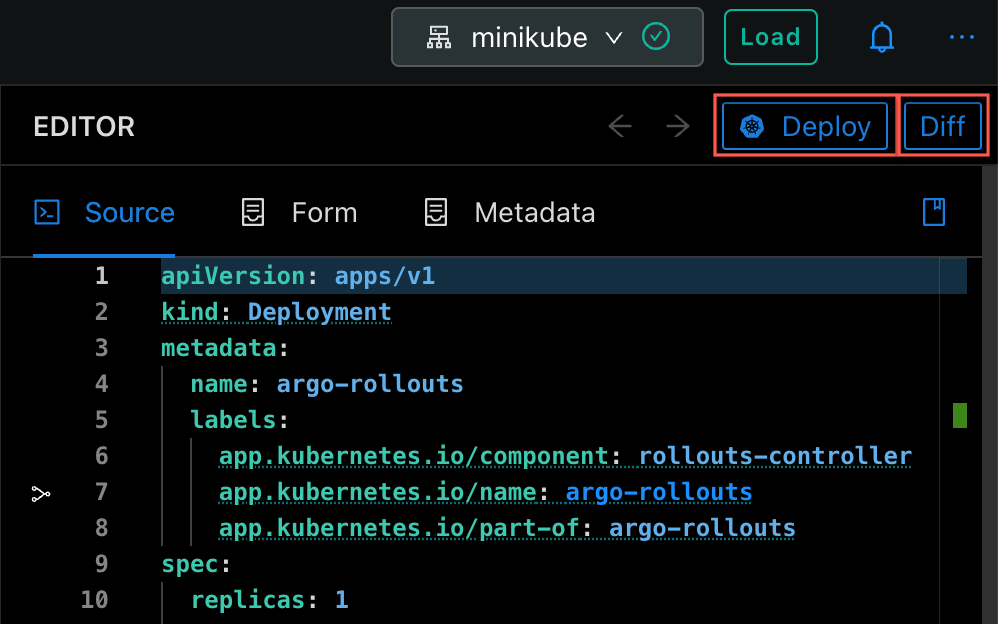 minikube Load
EDITOR Deploy Diff
Source Form Metadata
1 apiVersion: apps/v1
2 kind: Deployment
3 metadata:
4   name: argo-rollouts
5   labels:
6     app.kubernetes.io/component: rollouts-controller
7     app.kubernetes.io/name: argo-rollouts
8     app.kubernetes.io/part-of: argo-rollouts
9 spec:
10   replicas: 1